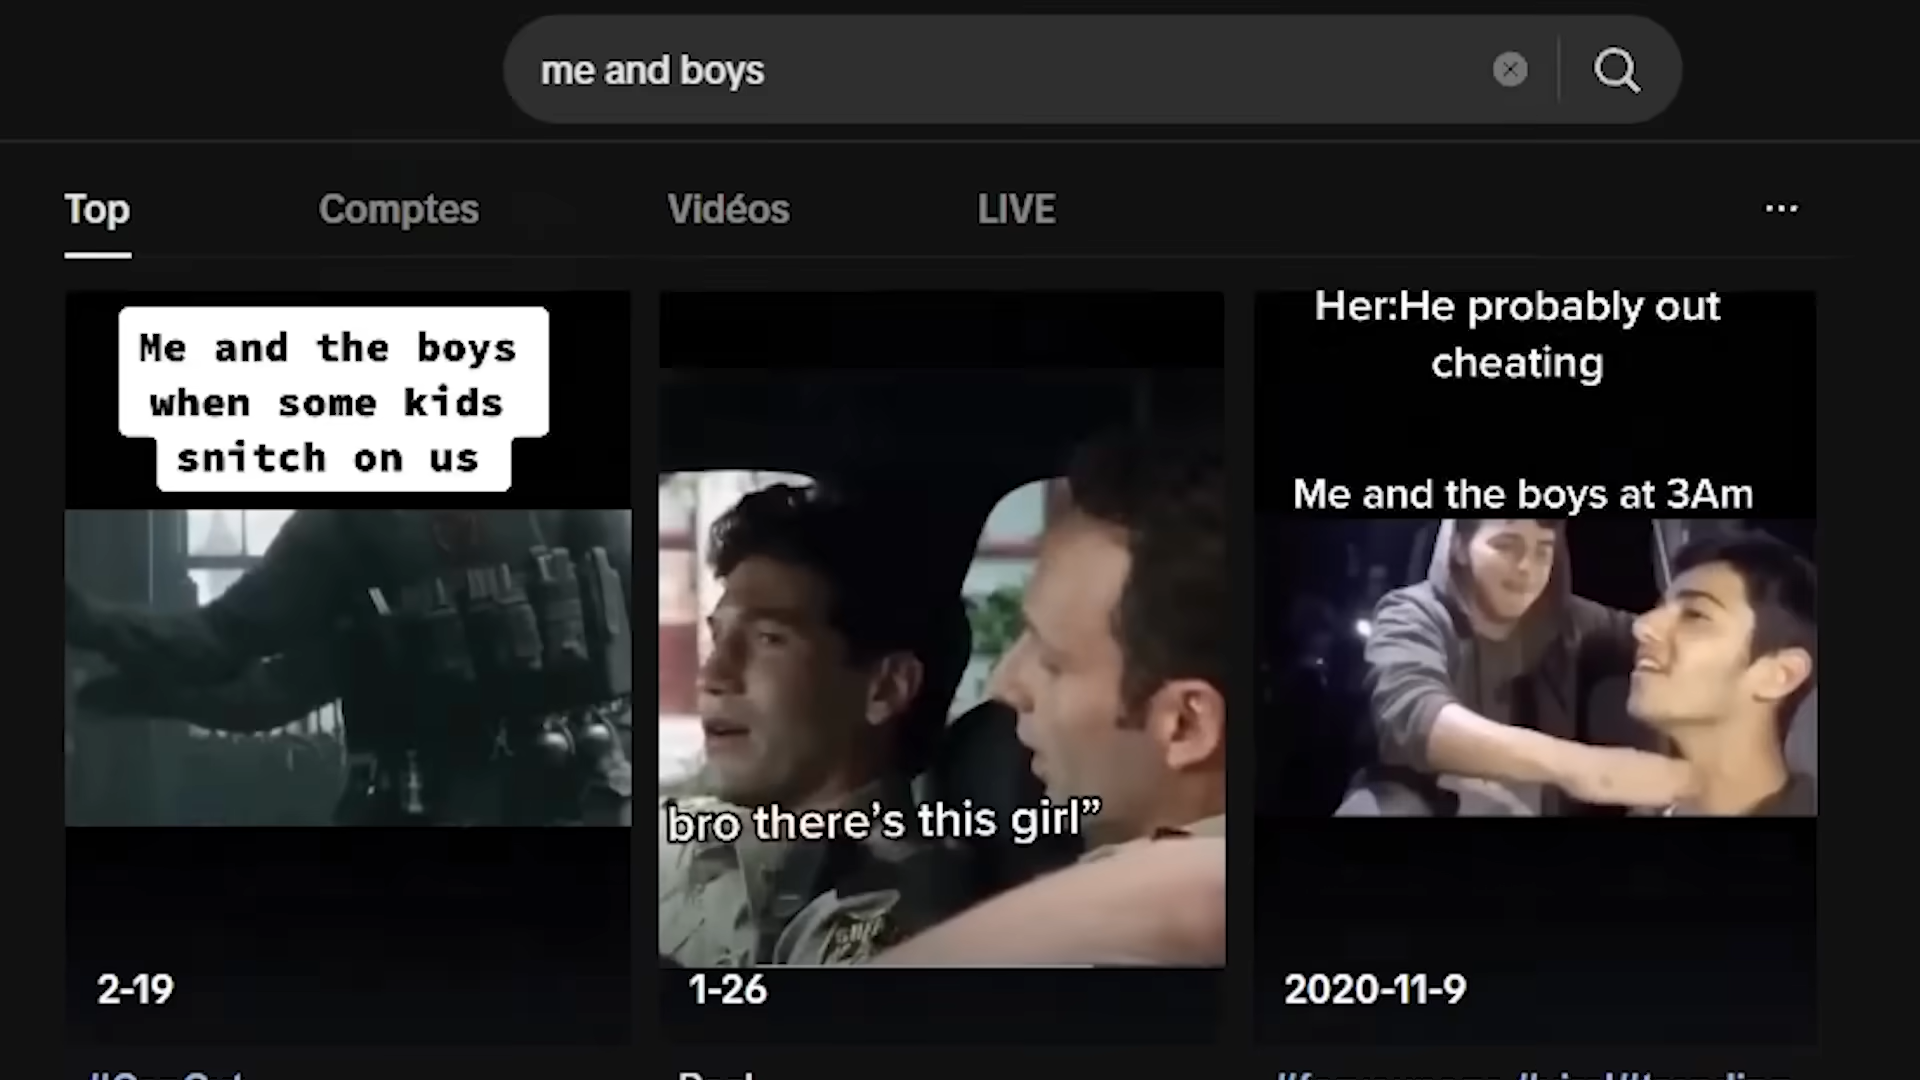 me and boys
Top
Comptes
Vidéos
LIVE
Me and the boys
when some kids
snitch on us
bro there's this girl”
Her:He probably out
cheating
Me and the boys at 3Am
2-19
1-26
2020-11-9